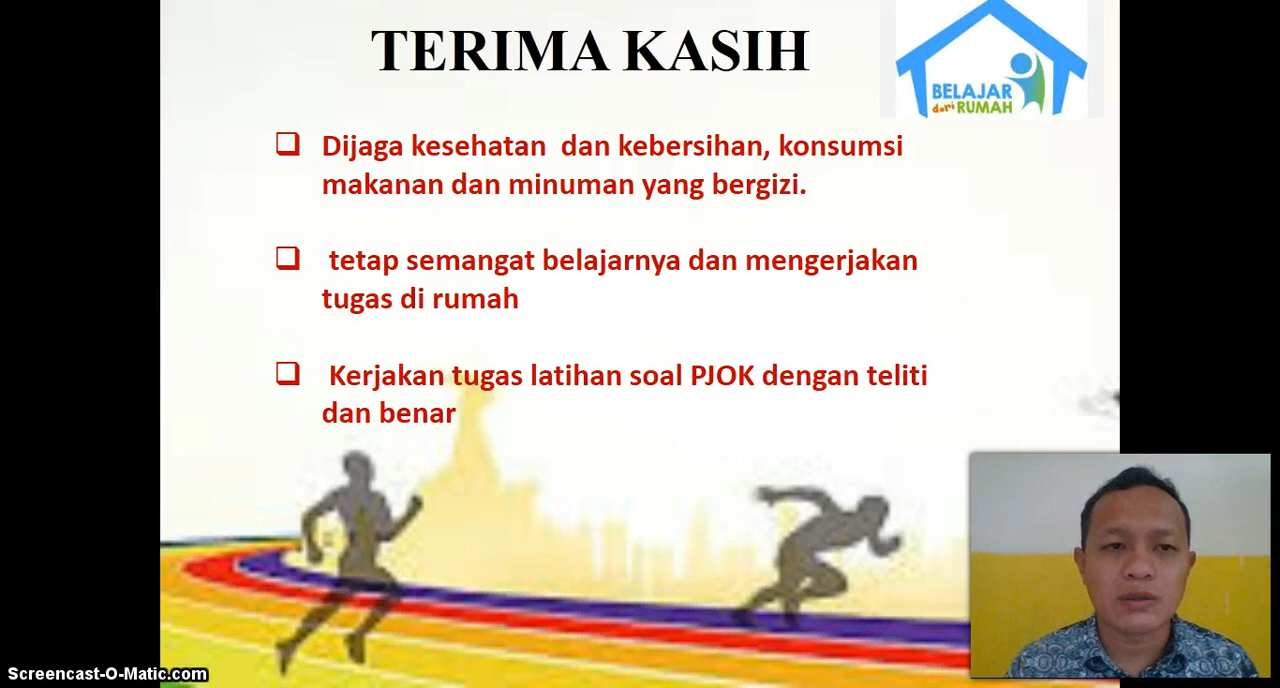 TERIMA KASIH
BELAJAR
dari RUMAH
Dijaga kesehatan  dan kebersihan, konsumsi
makanan dan minuman yang bergizi.
tetap semangat belajarnya dan mengerjakan
tugas di rumah
Kerjakan tugas latihan soal PJOK dengan teliti
dan benar
Screencast-O-Matic.com